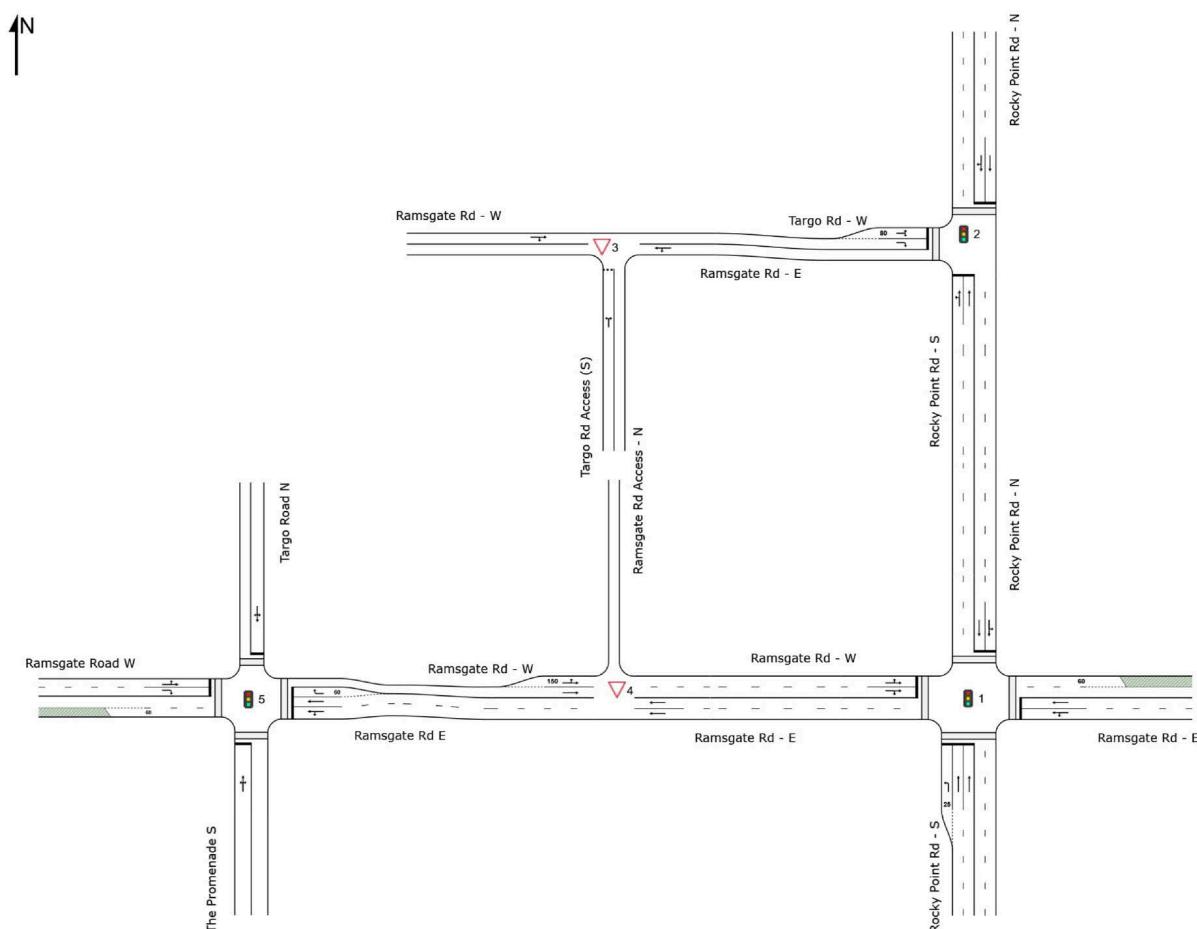 N
Rocky Point Rd - N
Ramsgate Rd - W
Targo Rd - W
80
2
3
Ramsgate Rd - E
Rocky Point Rd - S
Targo Rd Access (S)
Ramsgate Rd Access - N
Targo Road N
Rocky Point Rd - N
Ramsgate Road W
Ramsgate Rd - W
Ramsgate Rd - W
150
60
5
4
1
60
60
Ramsgate Rd E
Ramsgate Rd - E
Ramsgate Rd - E
25
The Promenade S
Rocky Point Rd - S